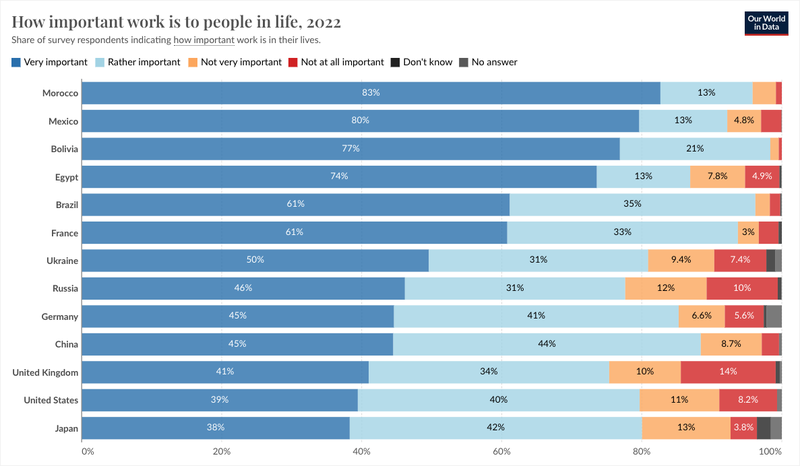 How important work is to people in life, 2022
Our World
in Data
Share of survey respondents indicating how important work is in their lives.
Very important Rather important Not very important Not at all important Don't know No answer
Morocco 83% 13%
Mexico 80% 13% 4.8%
Bolivia 77% 21%
Egypt 74% 13% 7.8% 4.9%
Brazil 61% 35%
France 61% 33% 3%
Ukraine 50% 31% 9.4% 7.4%
Russia 46% 31% 12% 10%
Germany 45% 41% 6.6% 5.6%
China 45% 44% 8.7%
United Kingdom 41% 34% 10% 14%
United States 39% 40% 11% 8.2%
Japan 38% 42% 13% 3.8%
0% 20% 40% 60% 80% 100%